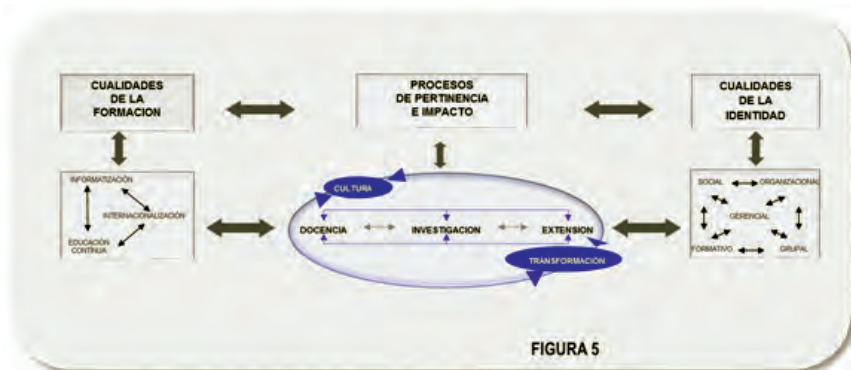 CUALIDADES
DE LA
FORMACION
PROCESOS
DE PERTINENCIA
E IMPACTO
CUALIDADES
DE LA
IDENTIDAD
INFORMATIZACIÓN
INTERNACIONALIZACIÓN
EDUCACIÓN
CONTÍNUA
CULTURA
DOCENCIA
INVESTIGACION
EXTENSION
TRANSFORMACIÓN
SOCIAL
ORGANIZACIONAL
GERENCIAL
FORMATIVO
GRUPAL
FIGURA 5